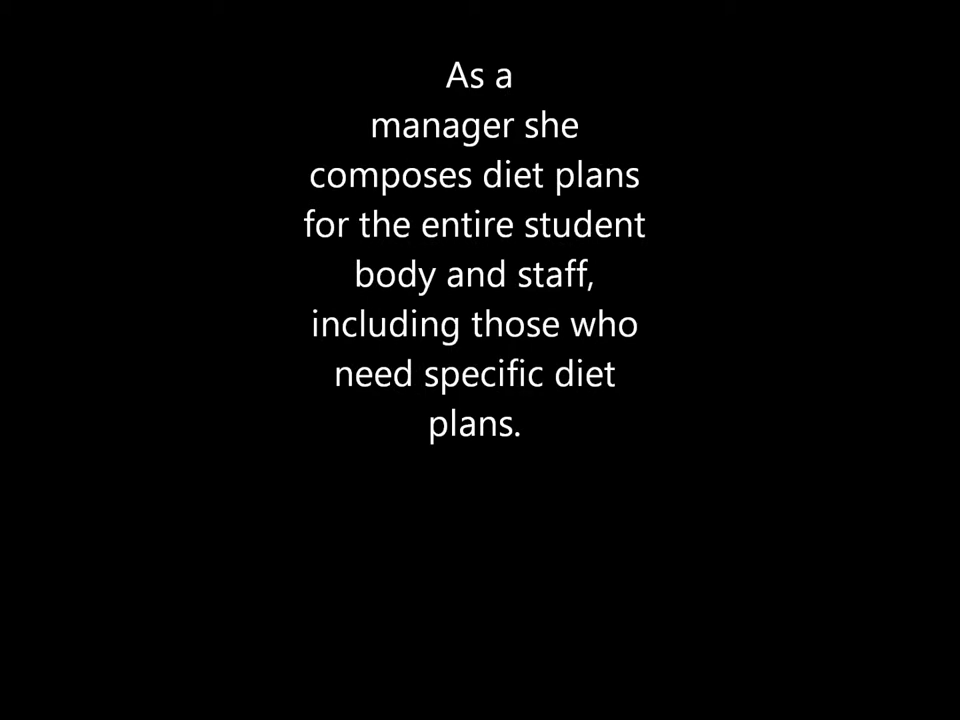 As a
manager she
composes diet plans
for the entire student
body and staff,
including those who
need specific diet
plans.